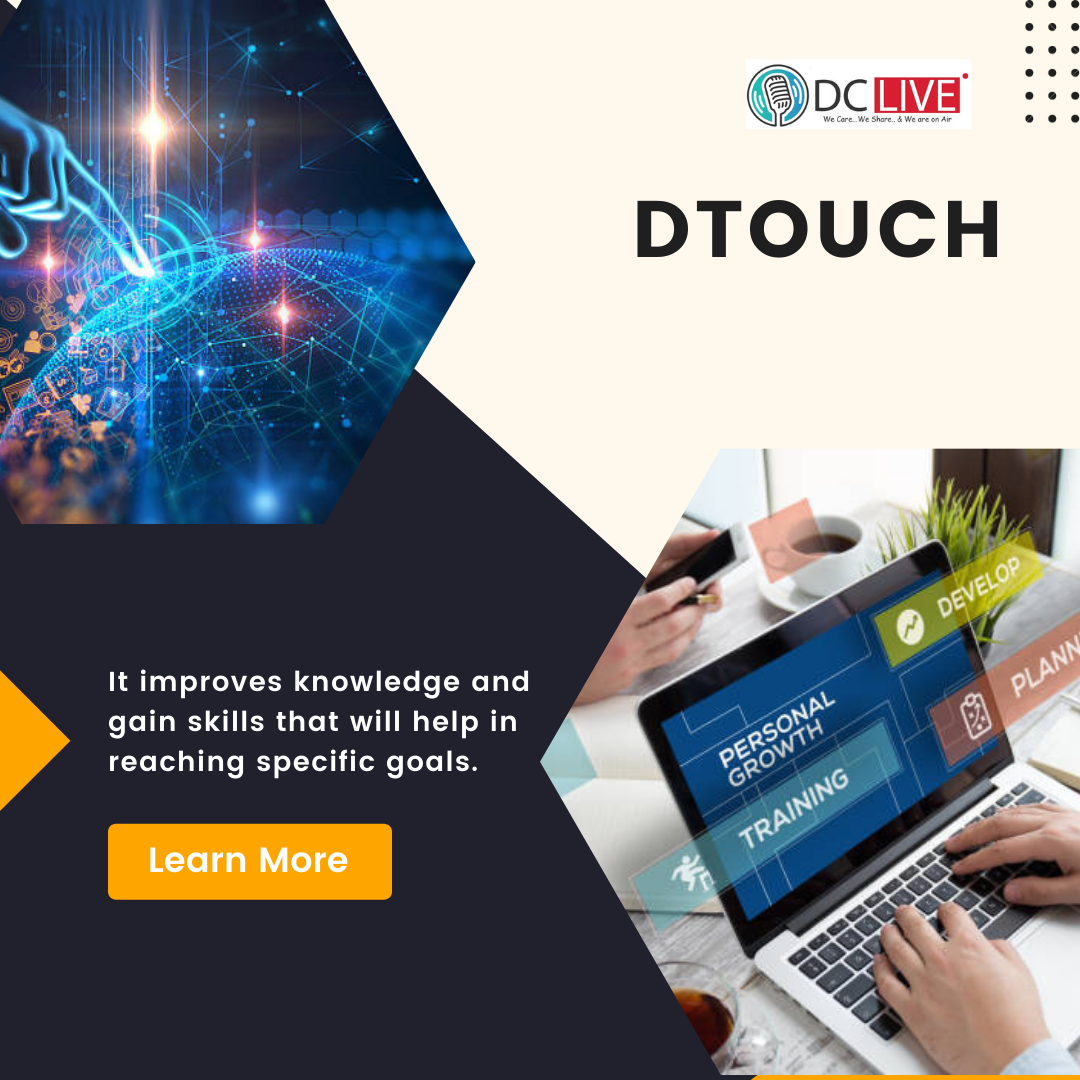 DC LIVE
We Care...We Share.. & We are on Air
DTOUCH
DEVELOP
PLANN
PERSONAL
GROWTH
TRAINING
It improves knowledge and
gain skills that will help in
reaching specific goals.
Learn More